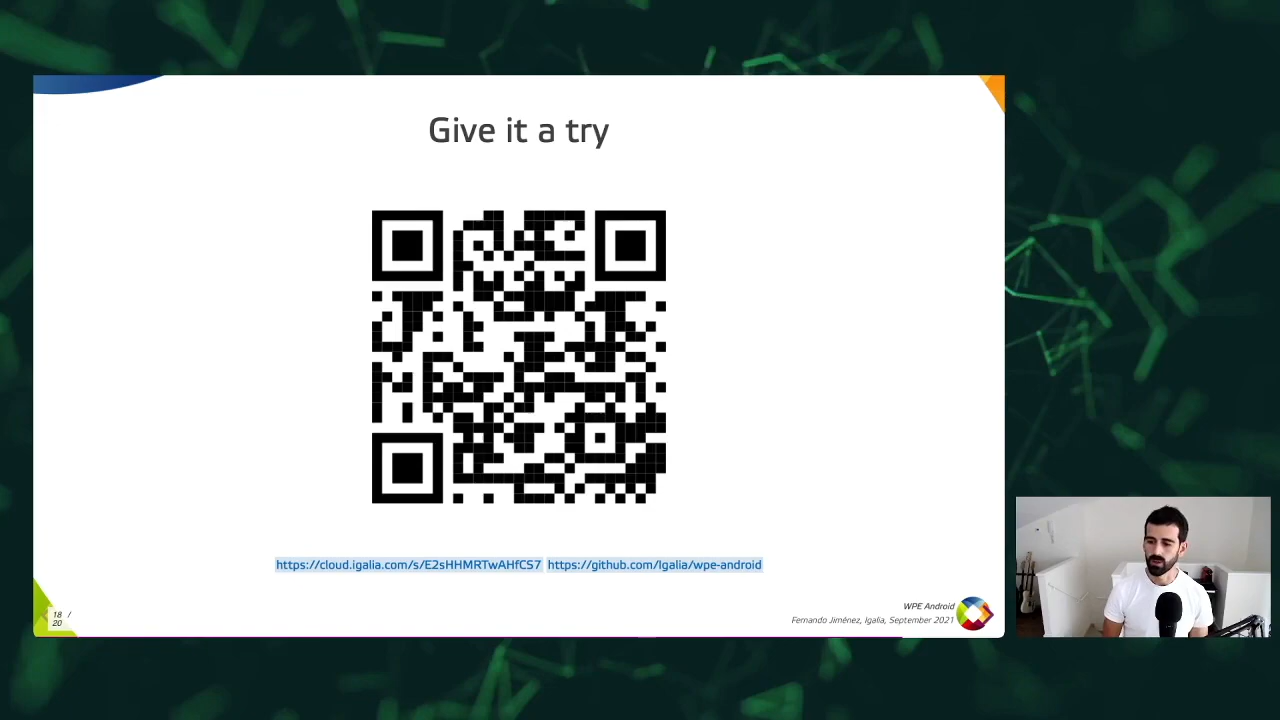 Give it a try
https://cloud.igalia.com/s/E2sHHMRTwAHfCS7 https://github.com/Igalia/wpe-android
18 /
20
WPE Android
Fernando Jiménez, Igalia, September 2021